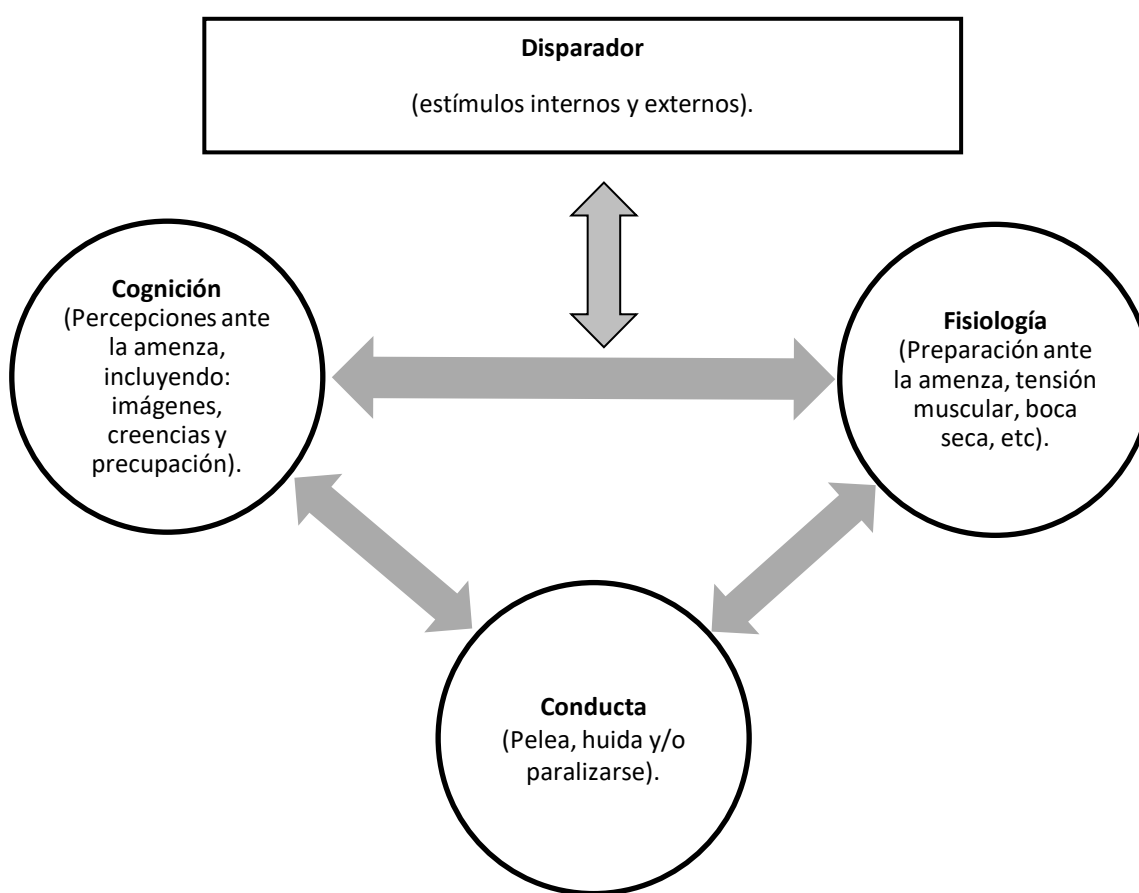 Disparador
(estímulos internos y externos).
Cognición
(Percepciones ante
la amenza,
incluyendo:
imágenes,
creencias y
precupación).
Fisiología
(Preparación ante
la amenza, tensión
muscular, boca
seca, etc).
Conducta
(Pelea, huida y/o
paralizarse).